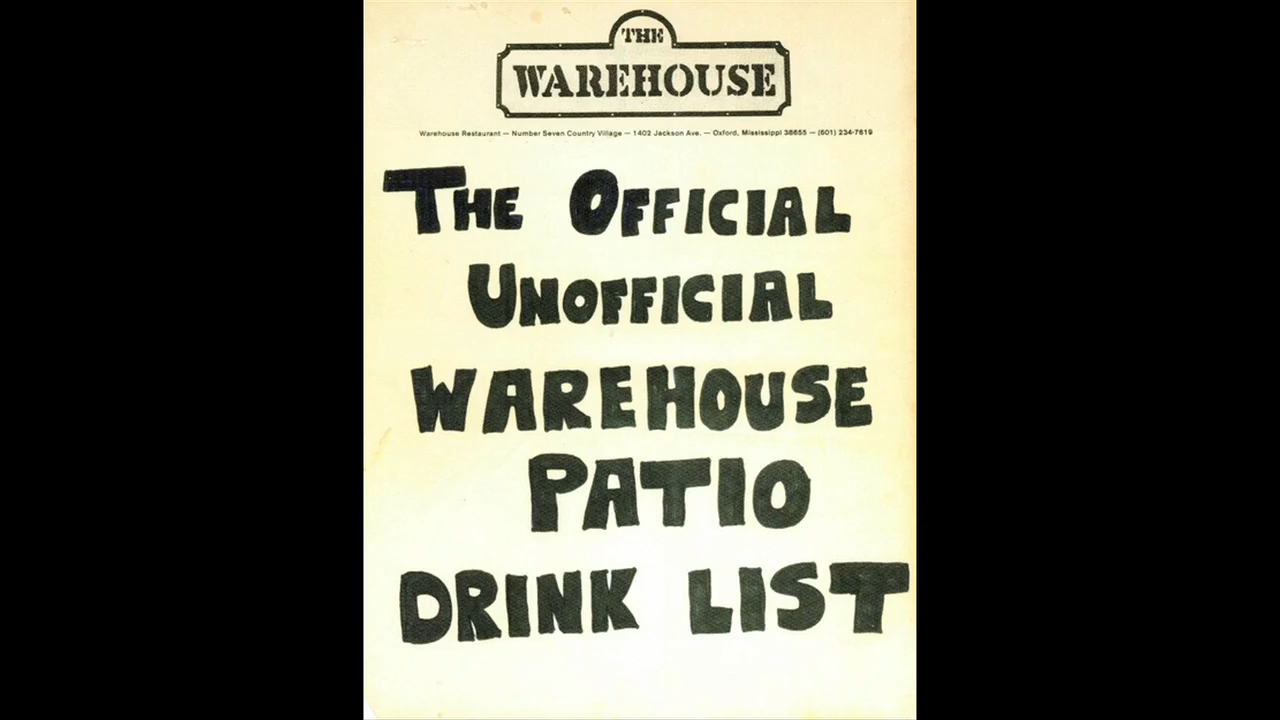 THE
WAREHOUSE
Warehouse Restaurant — Number Seven Country Village — 1402 Jackson Ave. — Oxford, Mississippi 38655 — (601) 234-7619
THE OFFICIAL
UNOFFICIAL
WAREHOUSE
PATIO
DRINK LIST